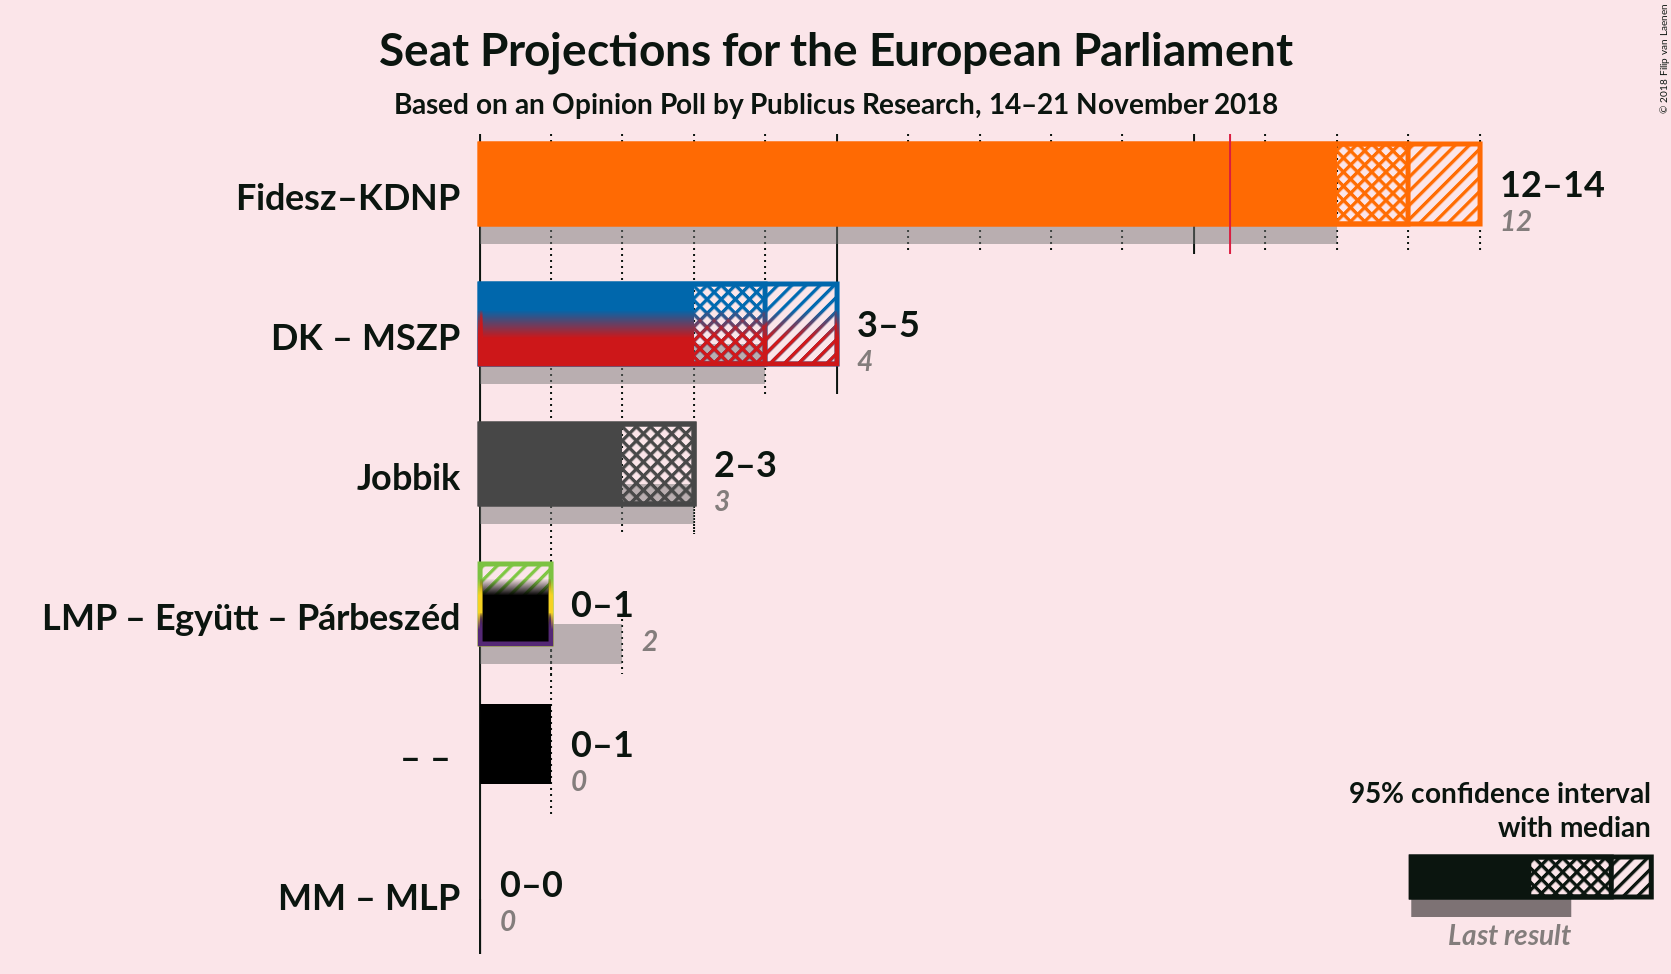 Seat Projections for the European Parliament
Based on an Opinion Poll by Publicus Research, 14–21 November 2018
© 2018 Filip van Laenen
Fidesz–KDNP
12–14
12
DK – MSZP
3–5
4
Jobbik
2–3
3
LMP – Együtt – Párbeszéd
0–1
2
– –
0–1
0
MM – MLP
0–0
0
95% confidence interval
with median
Last result